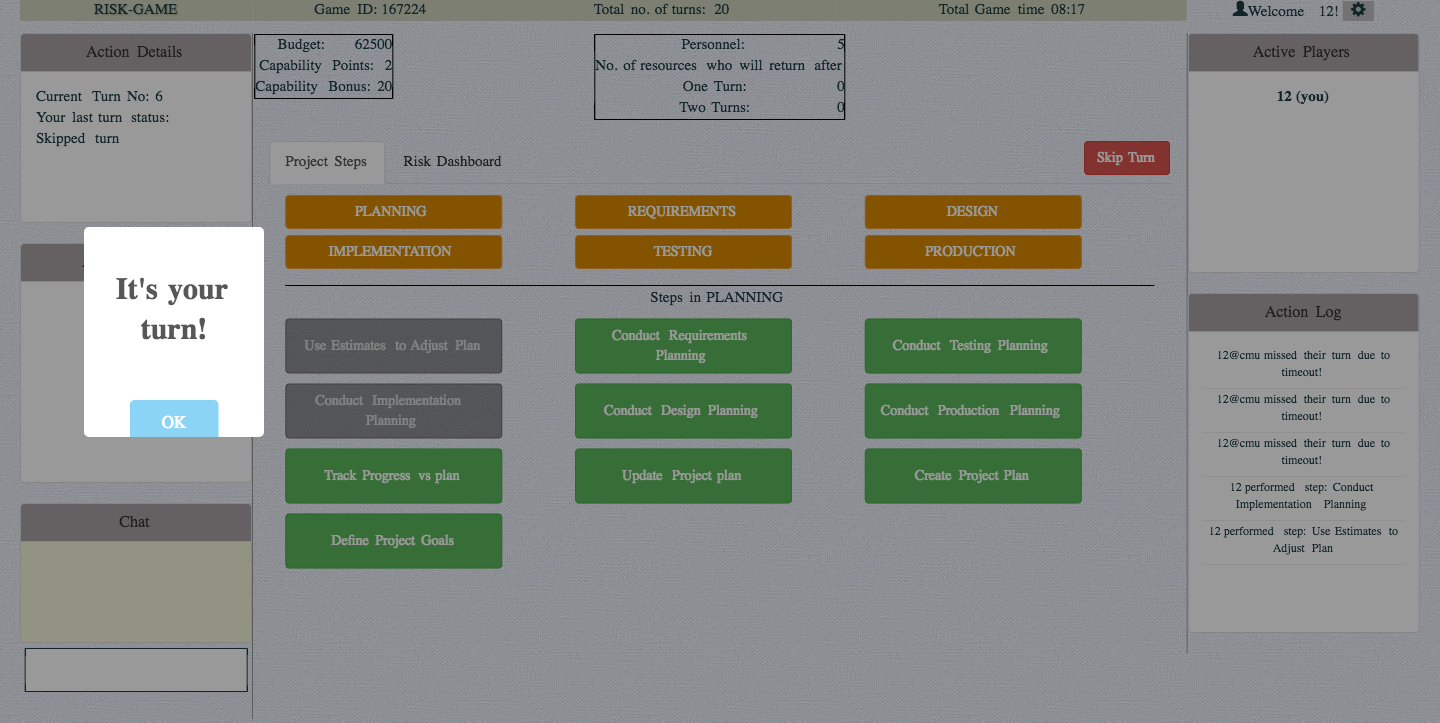 RISK-GAME
Game ID: 167224
Total no. of turns: 20
Total Game time 08:17
Welcome 12!
Action Details
Current Turn No: 6
Your last turn status:
Skipped turn
Budget: 62500
Capability Points: 2
Capability Bonus: 20
Personnel: 5
No. of resources who will return after
One Turn: 0
Two Turns: 0
Active Players
12 (you)
Project Steps
Risk Dashboard
Skip Turn
PLANNING
REQUIREMENTS
DESIGN
IMPLEMENTATION
TESTING
PRODUCTION
Steps in PLANNING
Use Estimates to Adjust Plan
Conduct Requirements
Planning
Conduct Testing Planning
Conduct Implementation
Planning
Conduct Design Planning
Conduct Production Planning
Track Progress vs plan
Update Project plan
Create Project Plan
Define Project Goals
It's your
turn!
OK
Chat
Action Log
12@cmu missed their turn due to
timeout!
12@cmu missed their turn due to
timeout!
12@cmu missed their turn due to
timeout!
12 performed step: Conduct
Implementation Planning
12 performed step: Use Estimates to
Adjust Plan